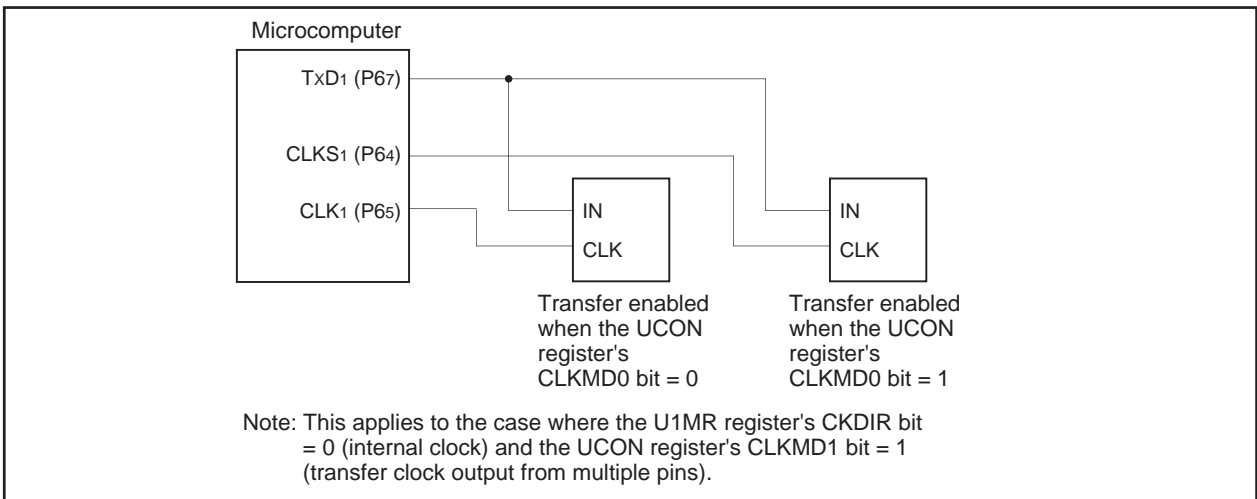 Microcomputer
TxD1 (P67)
CLKS1 (P64)
CLK1 (P65)
IN
CLK
IN
CLK
Transfer enabled
when the UCON
register's
CLKMD0 bit = 0
Transfer enabled
when the UCON
register's
CLKMD0 bit = 1
Note: This applies to the case where the U1MR register's CKDIR bit
= 0 (internal clock) and the UCON register's CLKMD1 bit = 1
(transfer clock output from multiple pins).